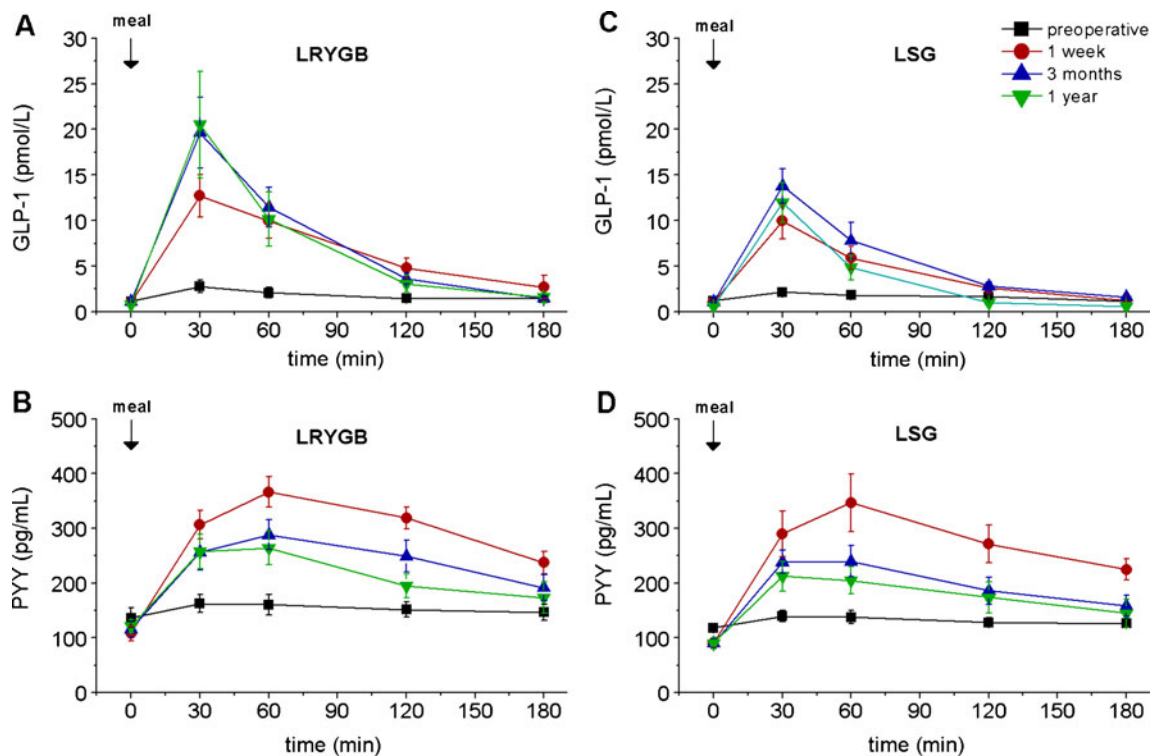 A
meal
LRYGB
GLP-1 (pmol/L)
30
25
20
15
10
5
0
0 30 60 90 120 150 180
time (min)
C
meal
LSG
preoperative
1 week
3 months
1 year
GLP-1 (pmol/L)
30
25
20
15
10
5
0
0 30 60 90 120 150 180
time (min)
B
meal
LRYGB
PYY (pg/mL)
500
400
300
200
100
0
0 30 60 90 120 150 180
time (min)
D
meal
LSG
PYY (pg/mL)
500
400
300
200
100
0
0 30 60 90 120 150 180
time (min)